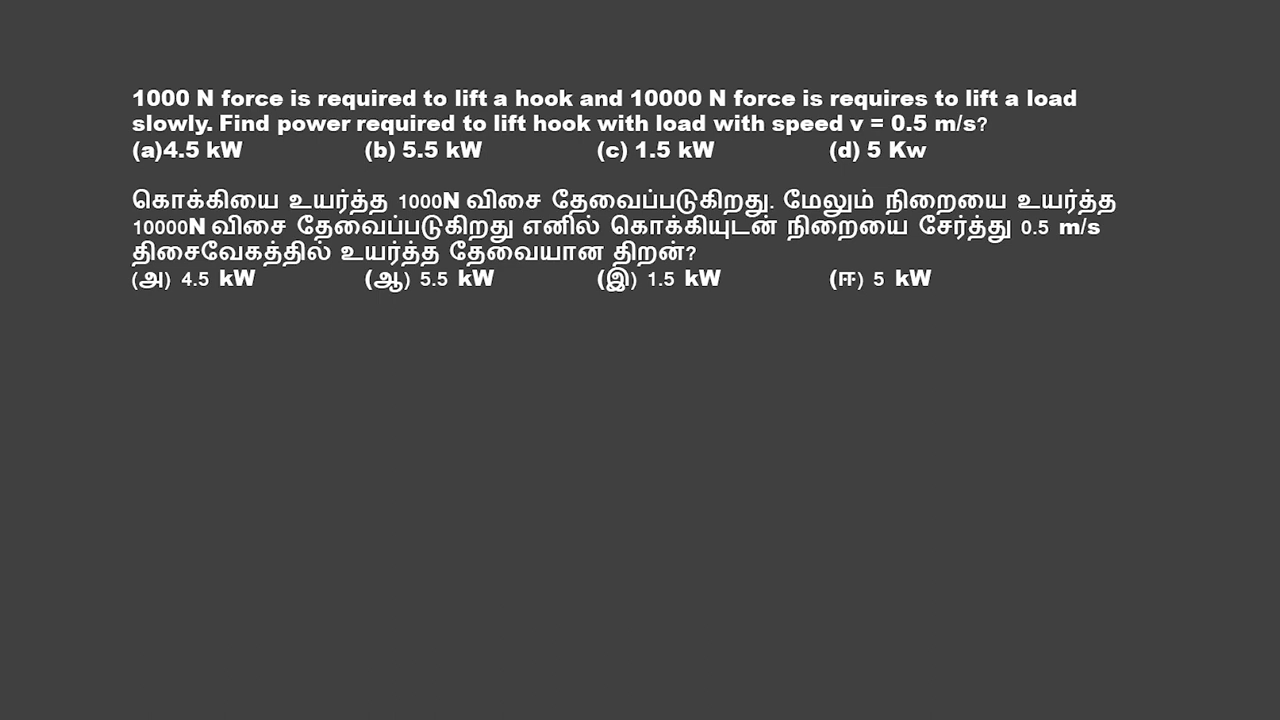 1000 N force is required to lift a hook and 10000 N force is requires to lift a load
slowly. Find power required to lift hook with load with speed v = 0.5 m/s?
(a)4.5 kW (b) 5.5 kW (c) 1.5 kW (d) 5 Kw
கொக்கியை உயர்த்த 1000N விசை தேவைப்படுகிறது. மேலும் நிறையை உயர்த்த
10000N விசை தேவைப்படுகிறது எனில் கொக்கியுடன் நிறையை சேர்த்து 0.5 m/s
திசைவேகத்தில் உயர்த்த தேவையான திறன்?
(அ) 4.5 kW (ஆ) 5.5 kW (இ) 1.5 kW (ஈ) 5 kW